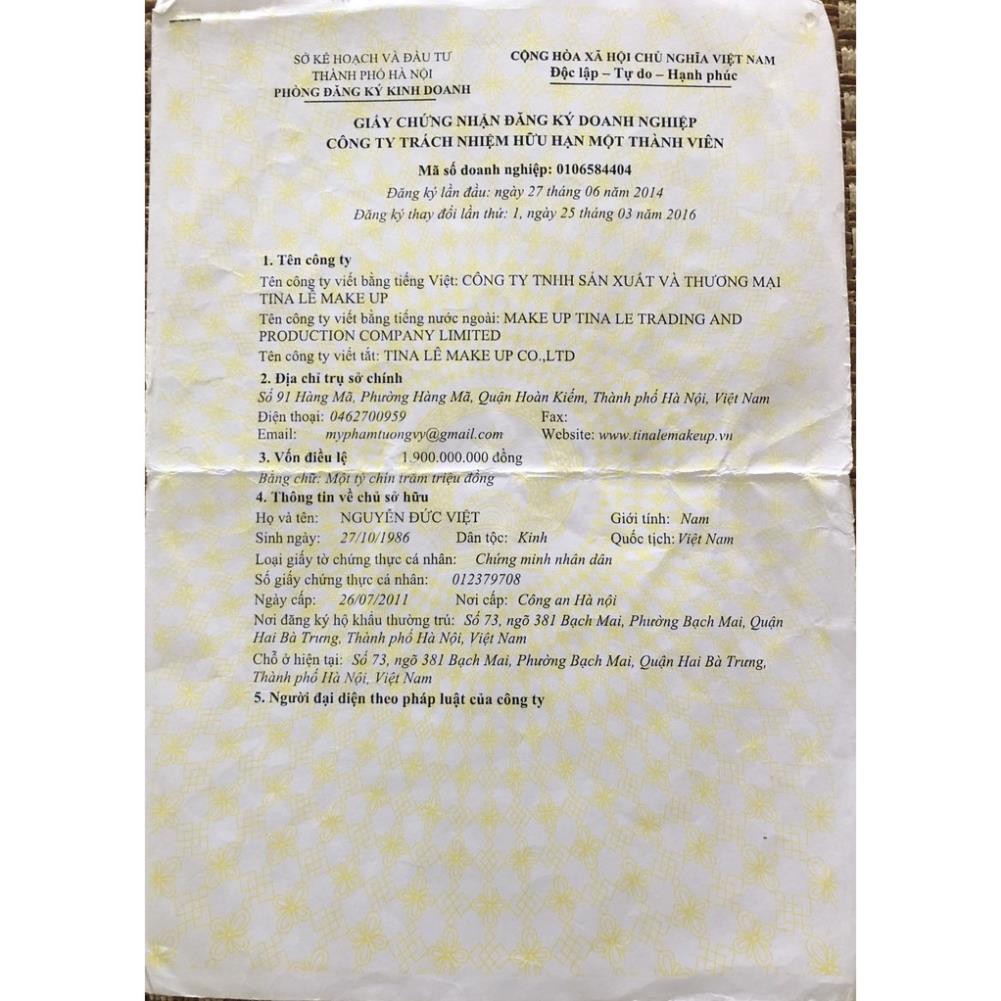 SỞ KẾ HOẠCH VÀ ĐẦU TƯ
THÀNH PHỐ HÀ NỘI
PHÒNG ĐĂNG KÝ KINH DOANH
CỘNG HÒA XÃ HỘI CHỦ NGHĨA VIỆT NAM
Độc lập – Tự do – Hạnh phúc
GIẤY CHỨNG NHẬN ĐĂNG KÝ DOANH NGHIỆP
CÔNG TY TRÁCH NHIỆM HỮU HẠN MỘT THÀNH VIÊN
Mã số doanh nghiệp: 0106584404
Đăng ký lần đầu: ngày 27 tháng 06 năm 2014
Đăng ký thay đổi lần thứ: 1, ngày 25 tháng 03 năm 2016
1. Tên công ty
Tên công ty viết bằng tiếng Việt: CÔNG TY TNHH SẢN XUẤT VÀ THƯƠNG MẠI
TINA LÊ MAKE UP
Tên công ty viết bằng tiếng nước ngoài: MAKE UP TINA LE TRADING AND
PRODUCTION COMPANY LIMITED
Tên công ty viết tắt: TINA LÊ MAKE UP CO.,LTD
2. Địa chỉ trụ sở chính
Số 91 Hàng Mã, Phường Hàng Mã, Quận Hoàn Kiếm, Thành phố Hà Nội, Việt Nam
Điện thoại: 0462700959 Fax:
Email: myphamtuongvy@gmail.com Website: www.tinalemakeup.vn
3. Vốn điều lệ 1.900.000.000 đồng
Bằng chữ: Một tỷ chín trăm triệu đồng
4. Thông tin về chủ sở hữu
Họ và tên: NGUYỄN ĐỨC VIỆT Giới tính: Nam
Sinh ngày: 27/10/1986 Dân tộc: Kinh Quốc tịch: Việt Nam
Loại giấy tờ chứng thực cá nhân: Chứng minh nhân dân
Số giấy chứng thực cá nhân: 012379708
Ngày cấp: 26/07/2011 Nơi cấp: Công an Hà nội
Nơi đăng ký hộ khẩu thường trú: Số 73, ngõ 381 Bạch Mai, Phường Bạch Mai, Quận
Hai Bà Trưng, Thành phố Hà Nội, Việt Nam
Chỗ ở hiện tại: Số 73, ngõ 381 Bạch Mai, Phường Bạch Mai, Quận Hai Bà Trưng,
Thành phố Hà Nội, Việt Nam
5. Người đại diện theo pháp luật của công ty